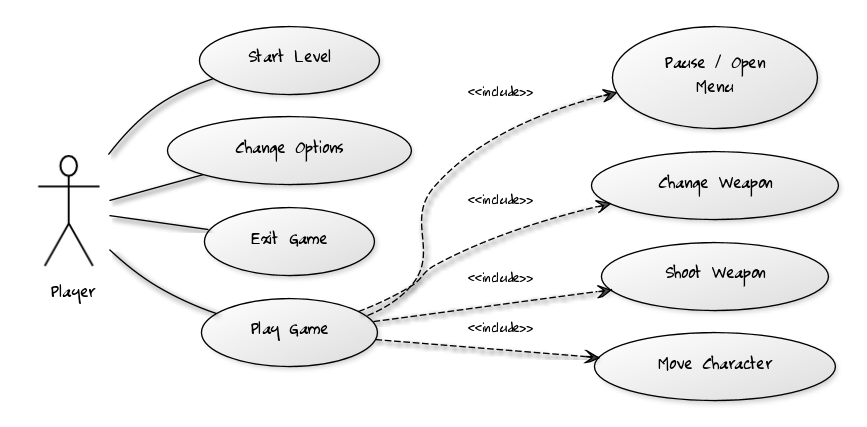 Start Level
Pause / Open
Menu
<<include>>
Change Options
Change Weapon
<<include>>
Exit Game
Shoot Weapon
<<include>>
Player
Play Game
<<include>>
Move Character